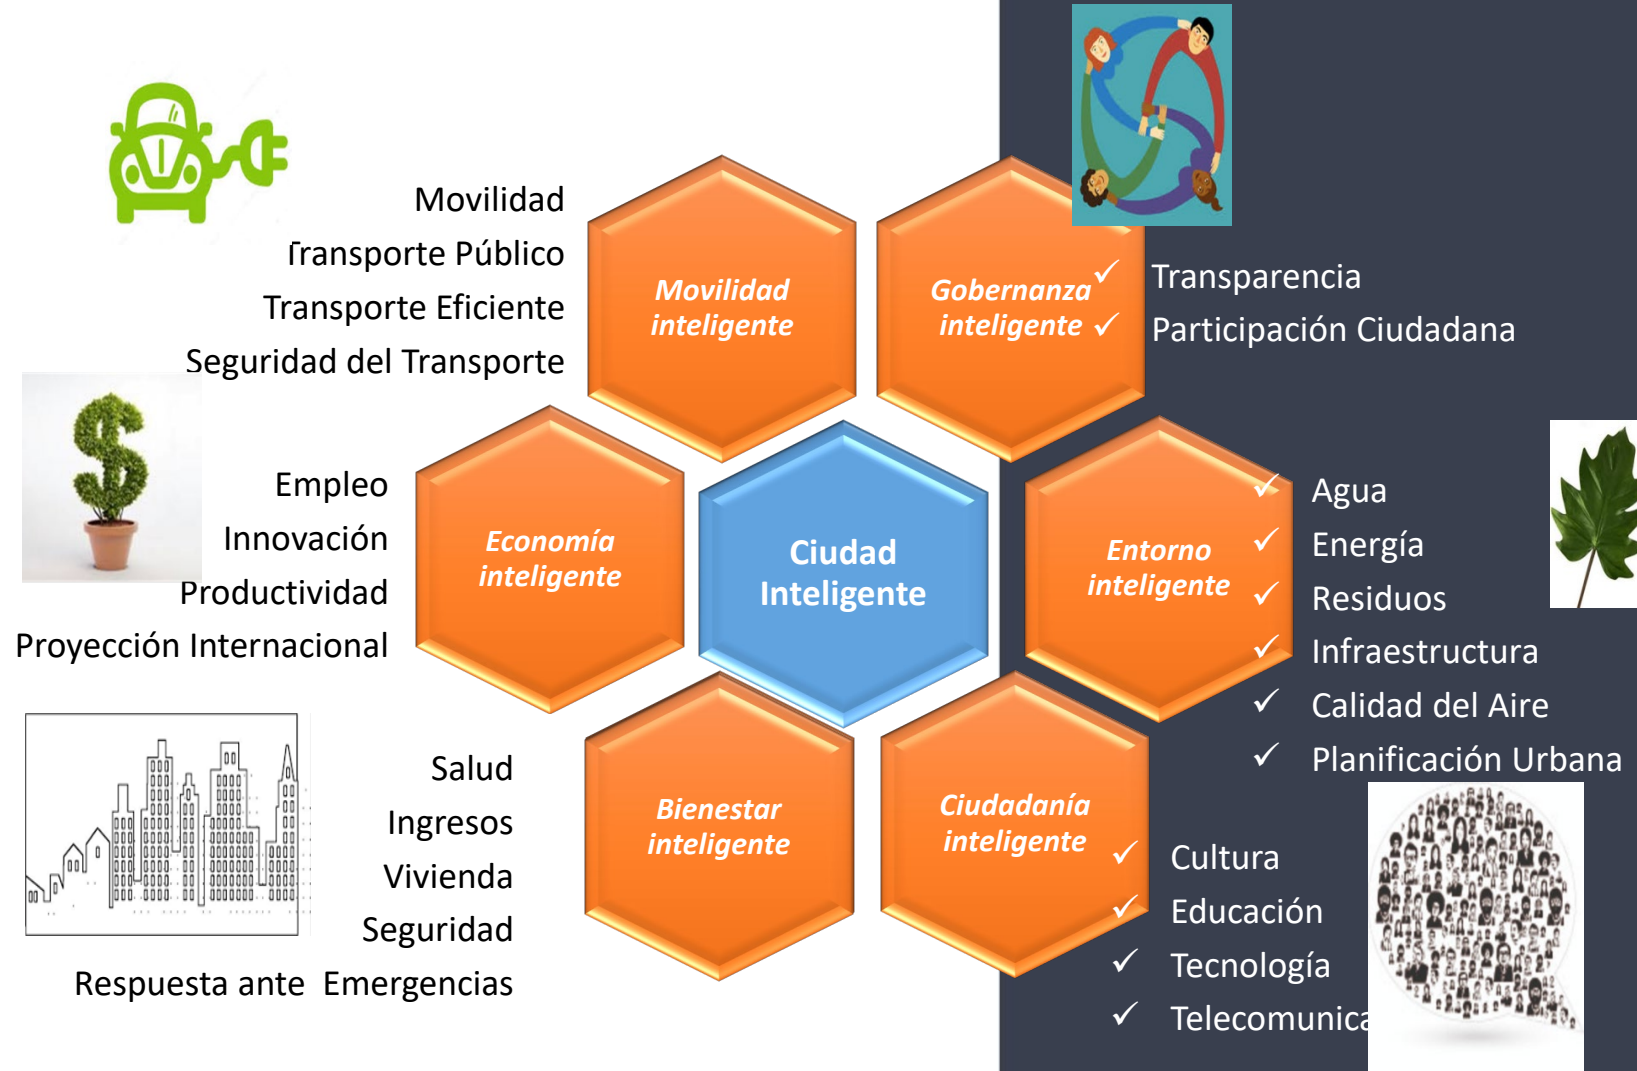 Movilidad
Transporte Público
Transporte Eficiente
Seguridad del Transporte
Movilidad
inteligente
Gobernanza
inteligente
Transparencia
Participación Ciudadana
Empleo
Innovación
Productividad
Proyección Internacional
Economía
inteligente
Ciudad
Inteligente
Entorno
inteligente
Agua
Energía
Residuos
Infraestructura
Calidad del Aire
Planificación Urbana
Salud
Ingresos
Vivienda
Seguridad
Respuesta ante Emergencias
Bienestar
inteligente
Ciudadanía
inteligente
Cultura
Educación
Tecnología